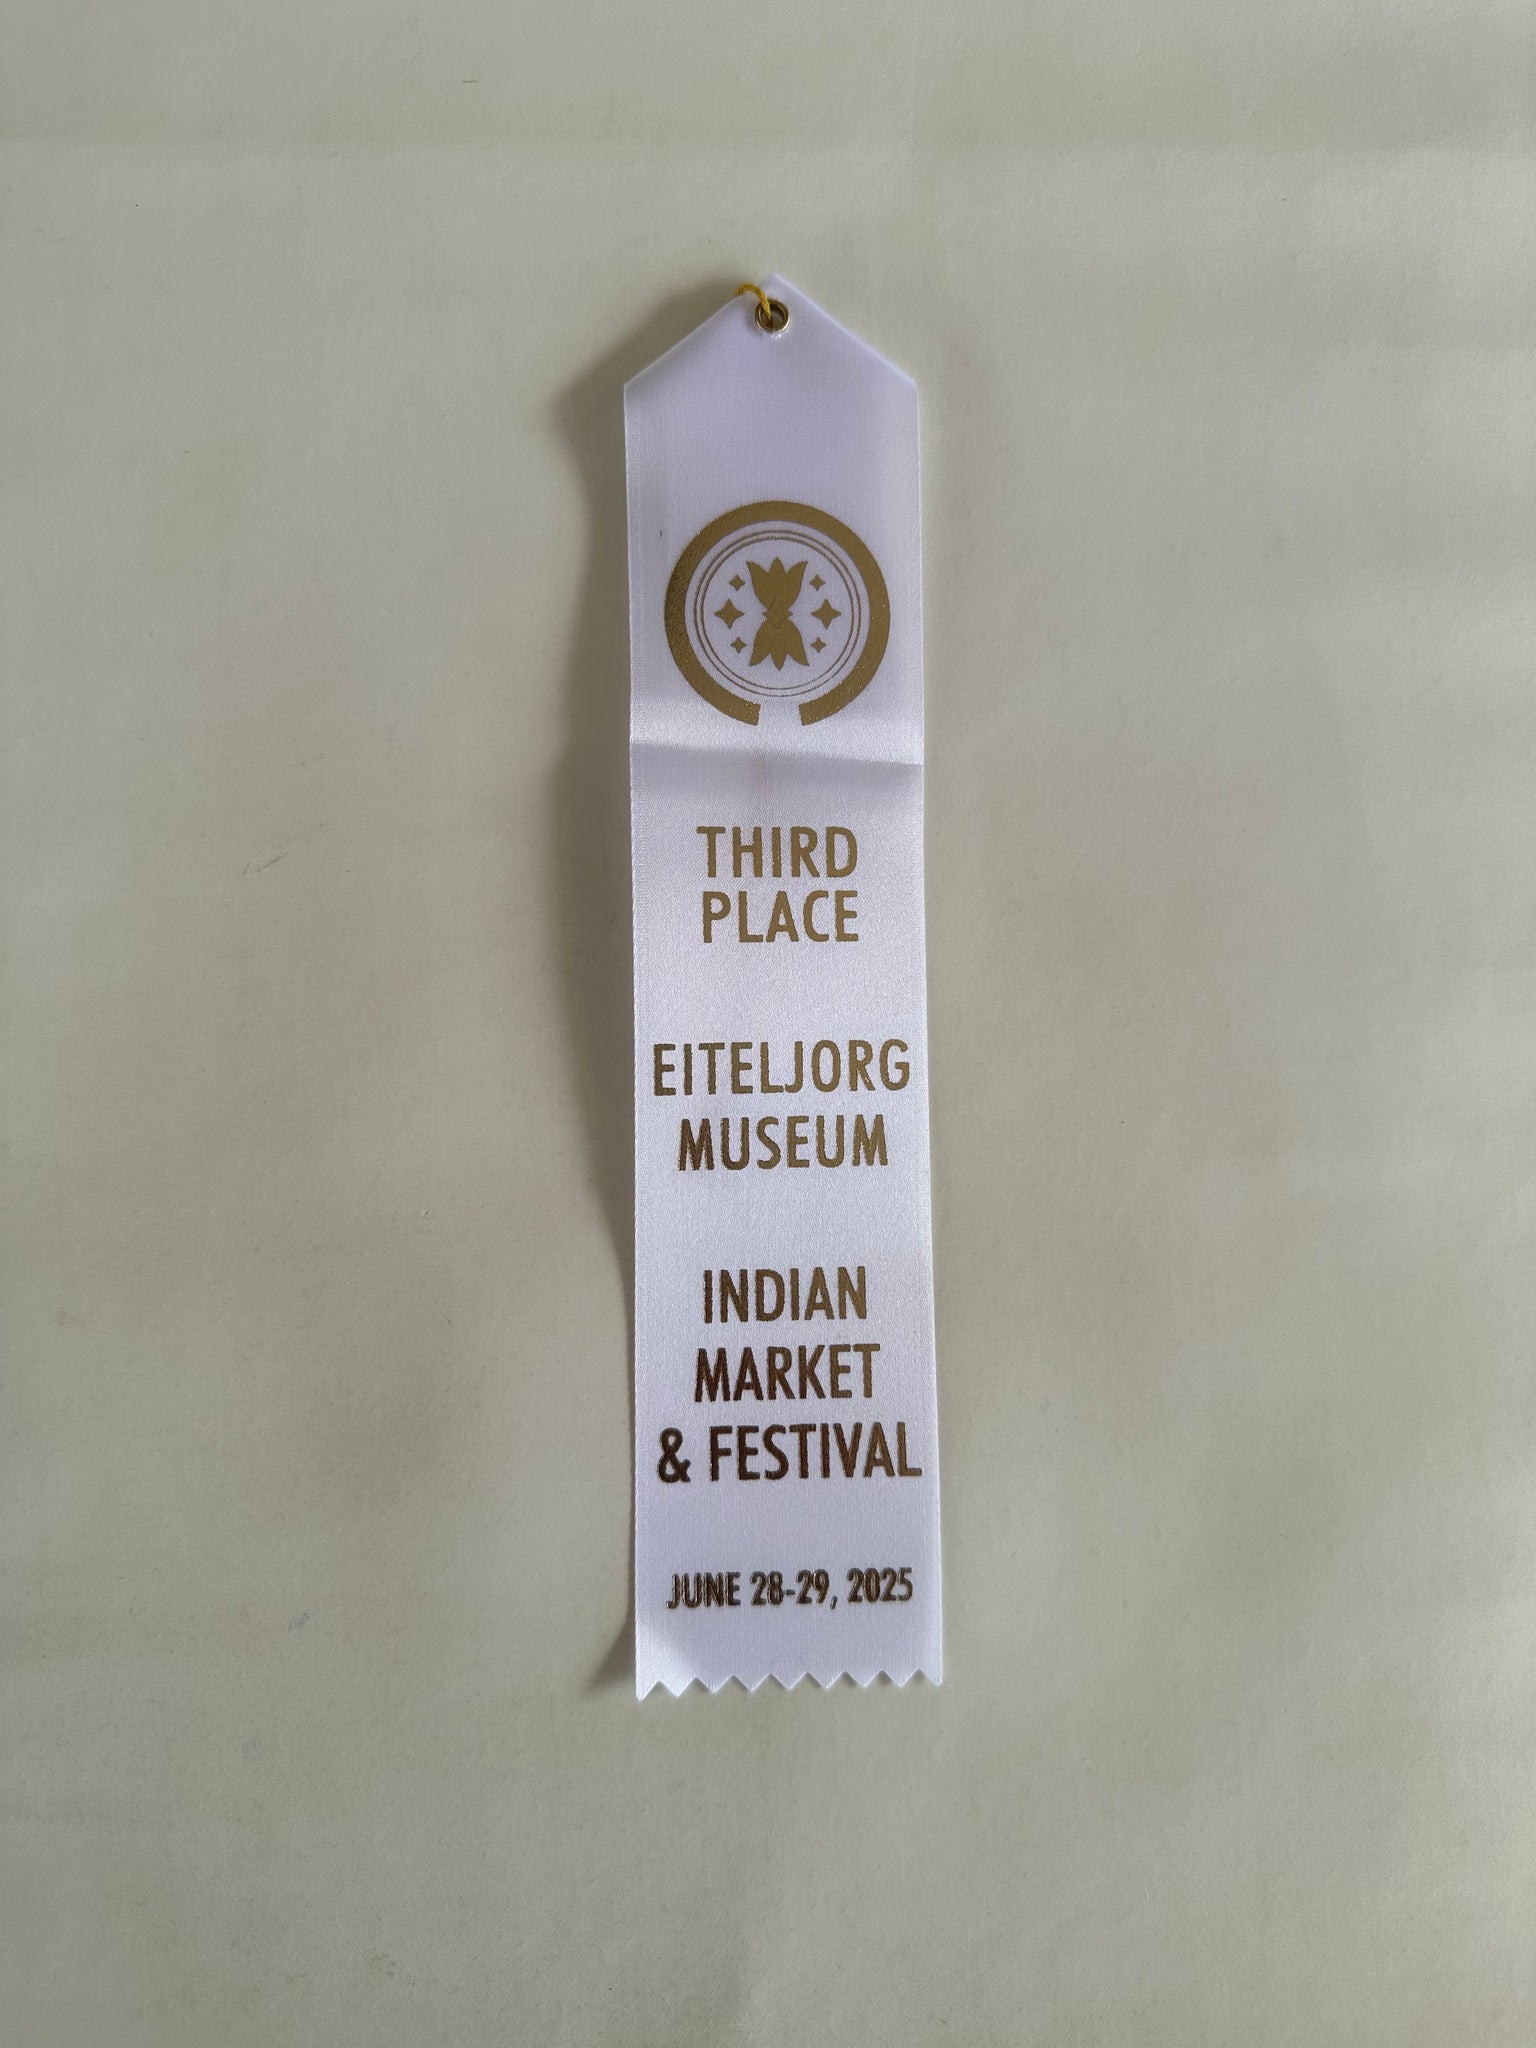 THIRD
PLACE
EITELJORG
MUSEUM
INDIAN
MARKET
& FESTIVAL
JUNE 28-29, 2025